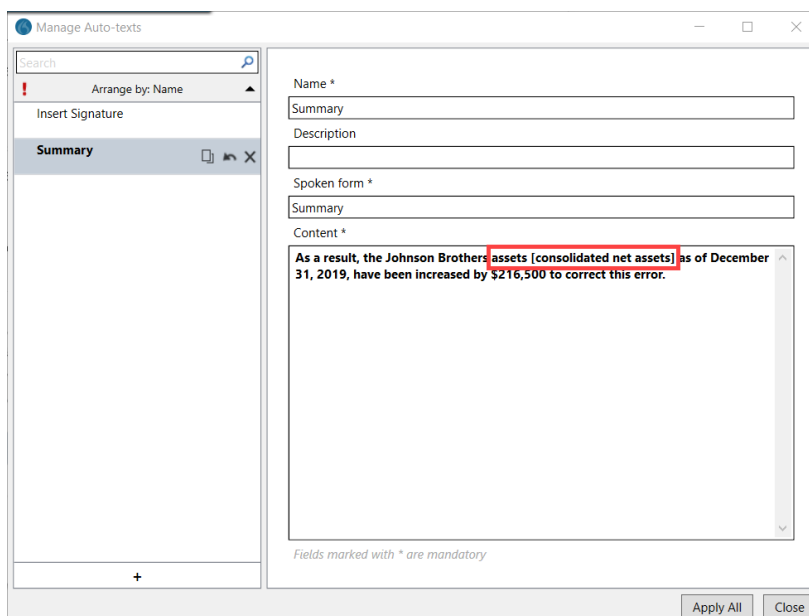 Manage Auto-texts
Search
! Arrange by: Name
Insert Signature
Summary
+
Name *
Summary
Description
Spoken form *
Summary
Content *
As a result, the Johnson Brothers assets [consolidated net assets] as of December
31, 2019, have been increased by $216,500 to correct this error.
Fields marked with * are mandatory
Apply All Close